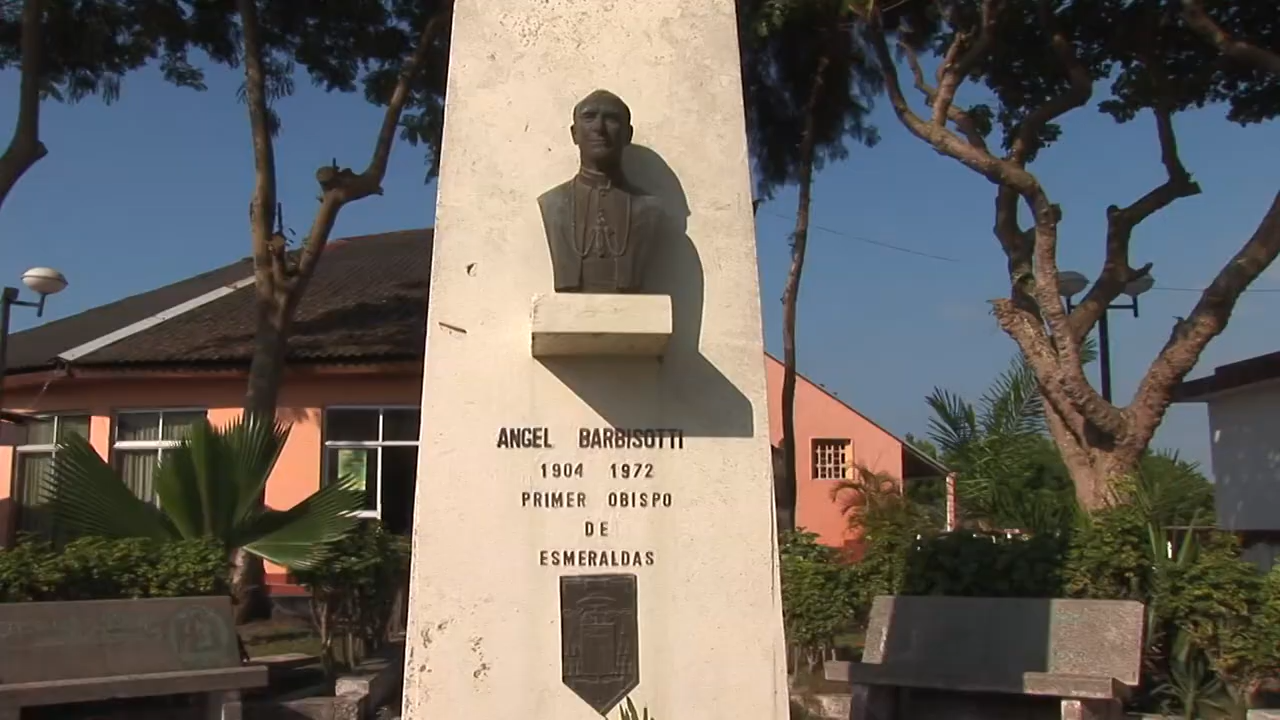 ANGEL BARBISOTTI
1904 1972
PRIMER OBISPO
DE
ESMERALDAS